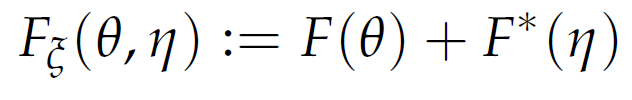 F_ξ(θ, η) := F(θ) + F*(η)